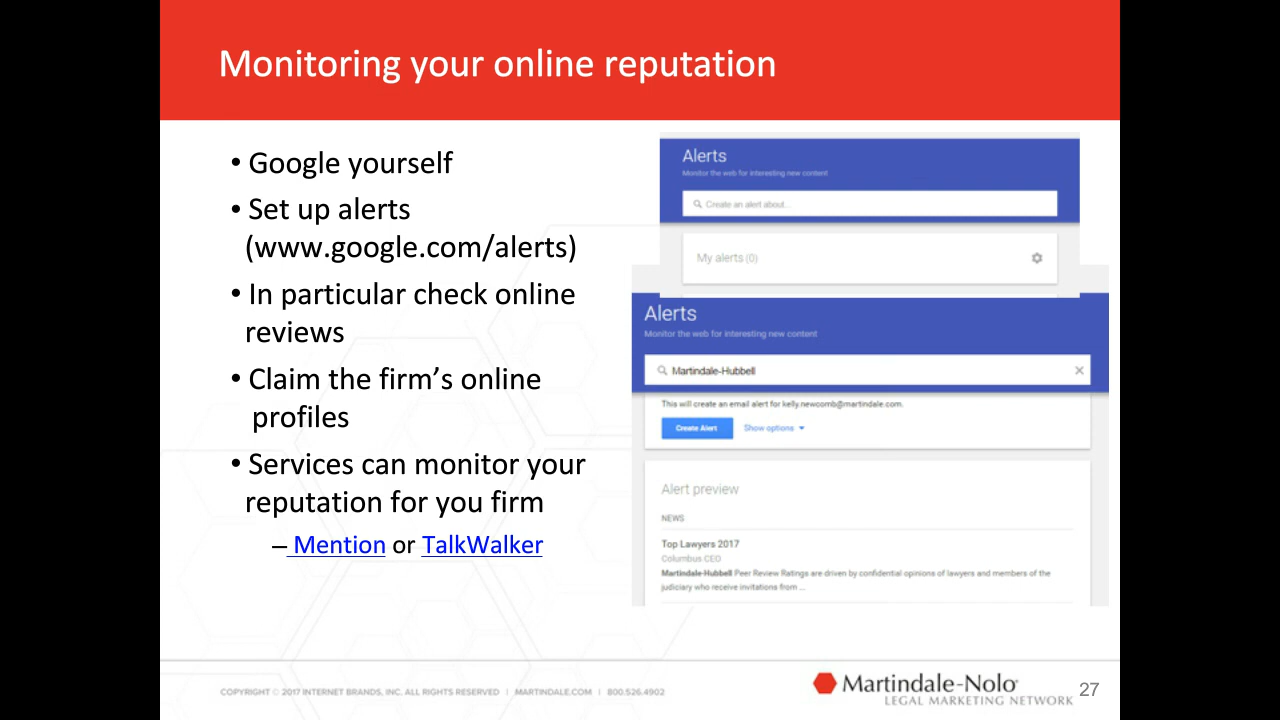 Monitoring your online reputation
• Google yourself
• Set up alerts
(www.google.com/alerts)
• In particular check online
reviews
• Claim the firm's online
profiles
• Services can monitor your
reputation for you firm
– Mention or TalkWalker
Alerts
Monitor the web for interesting new content
Create an alert about...
My alerts (0)
Alerts
Monitor the web for interesting new content
Martindale-Hubbell
This will create an email alert for kelly.newcomb@martindale.com.
Create Alert
Show options
Alert preview
NEWS
Top Lawyers 2017
Columbus CEO
Martindale-Hubbell Peer Review Ratings are driven by confidential opinions of lawyers and members of the
judiciary who receive invitations from ...
COPYRIGHT © 2017 INTERNET BRANDS, INC. ALL RIGHTS RESERVED | MARTINDALE.COM | 800.526.4902
Martindale-Nolo
LEGAL MARKETING NETWORK
27